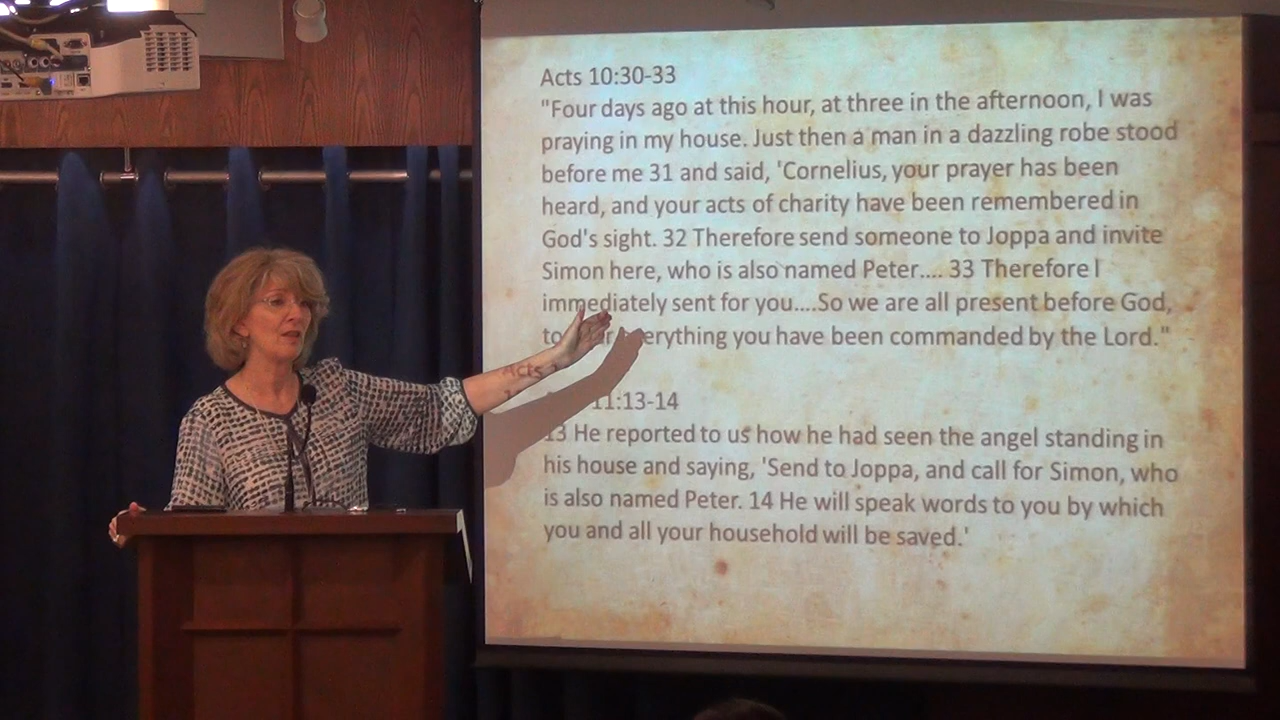 Acts 10:30-33
"Four days ago at this hour, at three in the afternoon, I was
praying in my house. Just then a man in a dazzling robe stood
before me 31 and said, 'Cornelius, your prayer has been
heard, and your acts of charity have been remembered in
God's sight. 32 Therefore send someone to Joppa and invite
Simon here, who is also named Peter.... 33 Therefore I
immediately sent for you....So we are all present before God,
to everything you have been commanded by the Lord."
Acts 11:13-14
13 He reported to us how he had seen the angel standing in
his house and saying, 'Send to Joppa, and call for Simon, who
is also named Peter. 14 He will speak words to you by which
you and all your household will be saved.'